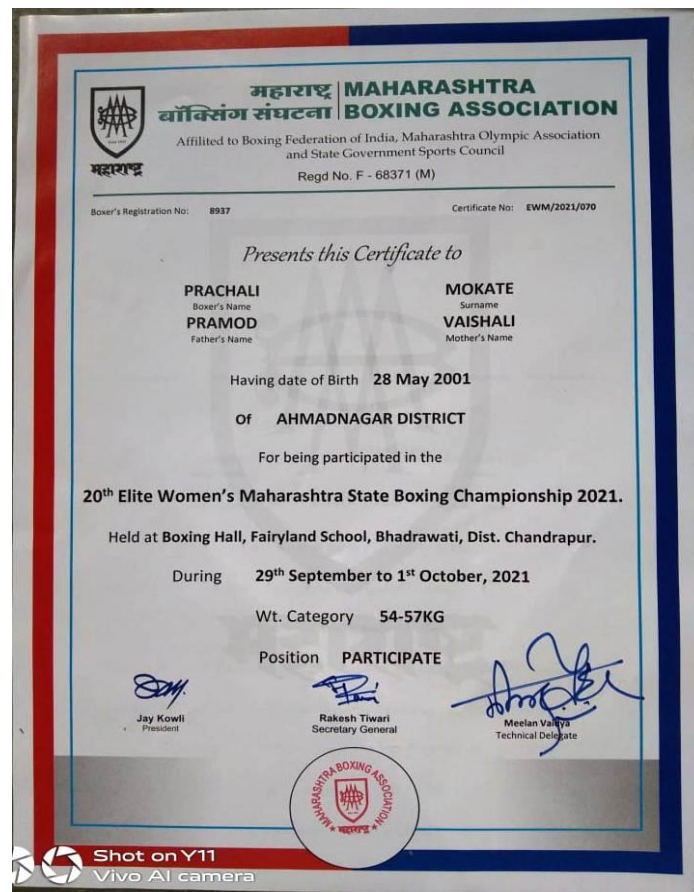 महाराष्ट्र बॉक्सिंग संघटना
MAHARASHTRA BOXING ASSOCIATION
महाराष्ट्र
Affilited to Boxing Federation of India, Maharashtra Olympic Association
and State Government Sports Council
Regd No. F - 68371 (M)
Boxer's Registration No: 8937 Certificate No: EWM/2021/070
Presents this Certificate to
PRACHALI MOKATE
Boxer's Name Surname
PRAMOD VAISHALI
Father's Name Mother's Name
Having date of Birth 28 May 2001
Of AHMADNAGAR DISTRICT
For being participated in the
20th Elite Women's Maharashtra State Boxing Championship 2021.
Held at Boxing Hall, Fairyland School, Bhadrawati, Dist. Chandrapur.
During 29th September to 1st October, 2021
Wt. Category 54-57KG
महाराष्ट्र
Position PARTICIPATE
Jay Kowli Rakesh Tiwari Meelan Vaidya
President Secretary General Technical Delegate
MAHARASHTRA BOXING ASSOCIATION
महाराष्ट्र
Shot on Y11
Vivo AI camera